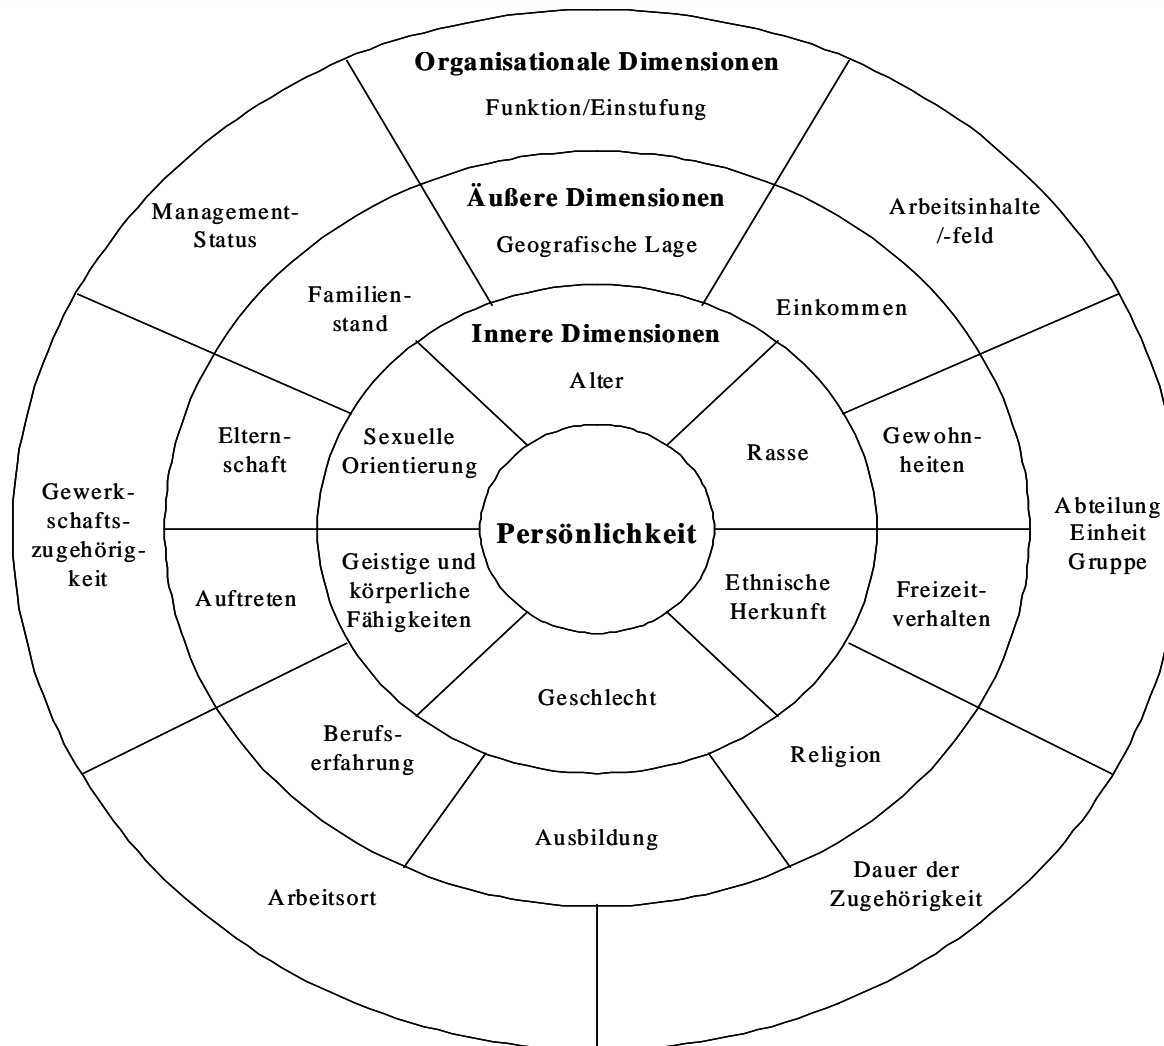 Organisationale Dimensionen
Funktion/Einstufung
Äußere Dimensionen
Geografische Lage
Innere Dimensionen
Alter
Management-
Status
Arbeitsinhalte
/-feld
Familien-
stand
Einkommen
Eltern-
schaft
Sexuelle
Orientierung
Rasse
Gewohn-
heiten
Gewerk-
schafts-
zugehörig-
keit
Persönlichkeit
Abteilung
Einheit
Gruppe
Auftreten
Geistige und
körperliche
Fähigkeiten
Ethnische
Herkunft
Freizeit-
verhalten
Geschlecht
Berufs-
erfahrung
Religion
Ausbildung
Arbeitsort
Dauer der
Zugehörigkeit